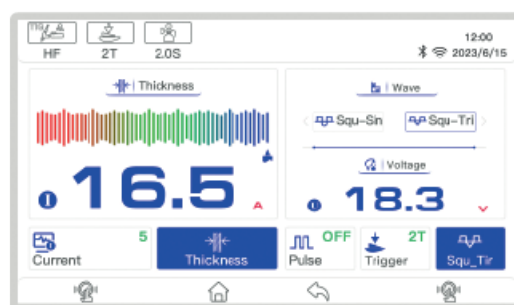 TIG
HF
2T
2.0S
12:00
2023/6/15
Thickness
16.5 A
Wave
Squ-Sin
Squ-Tri
Voltage
18.3 V
Current
5
Thickness
Pulse
OFF
Trigger
2T
Squ_Tir